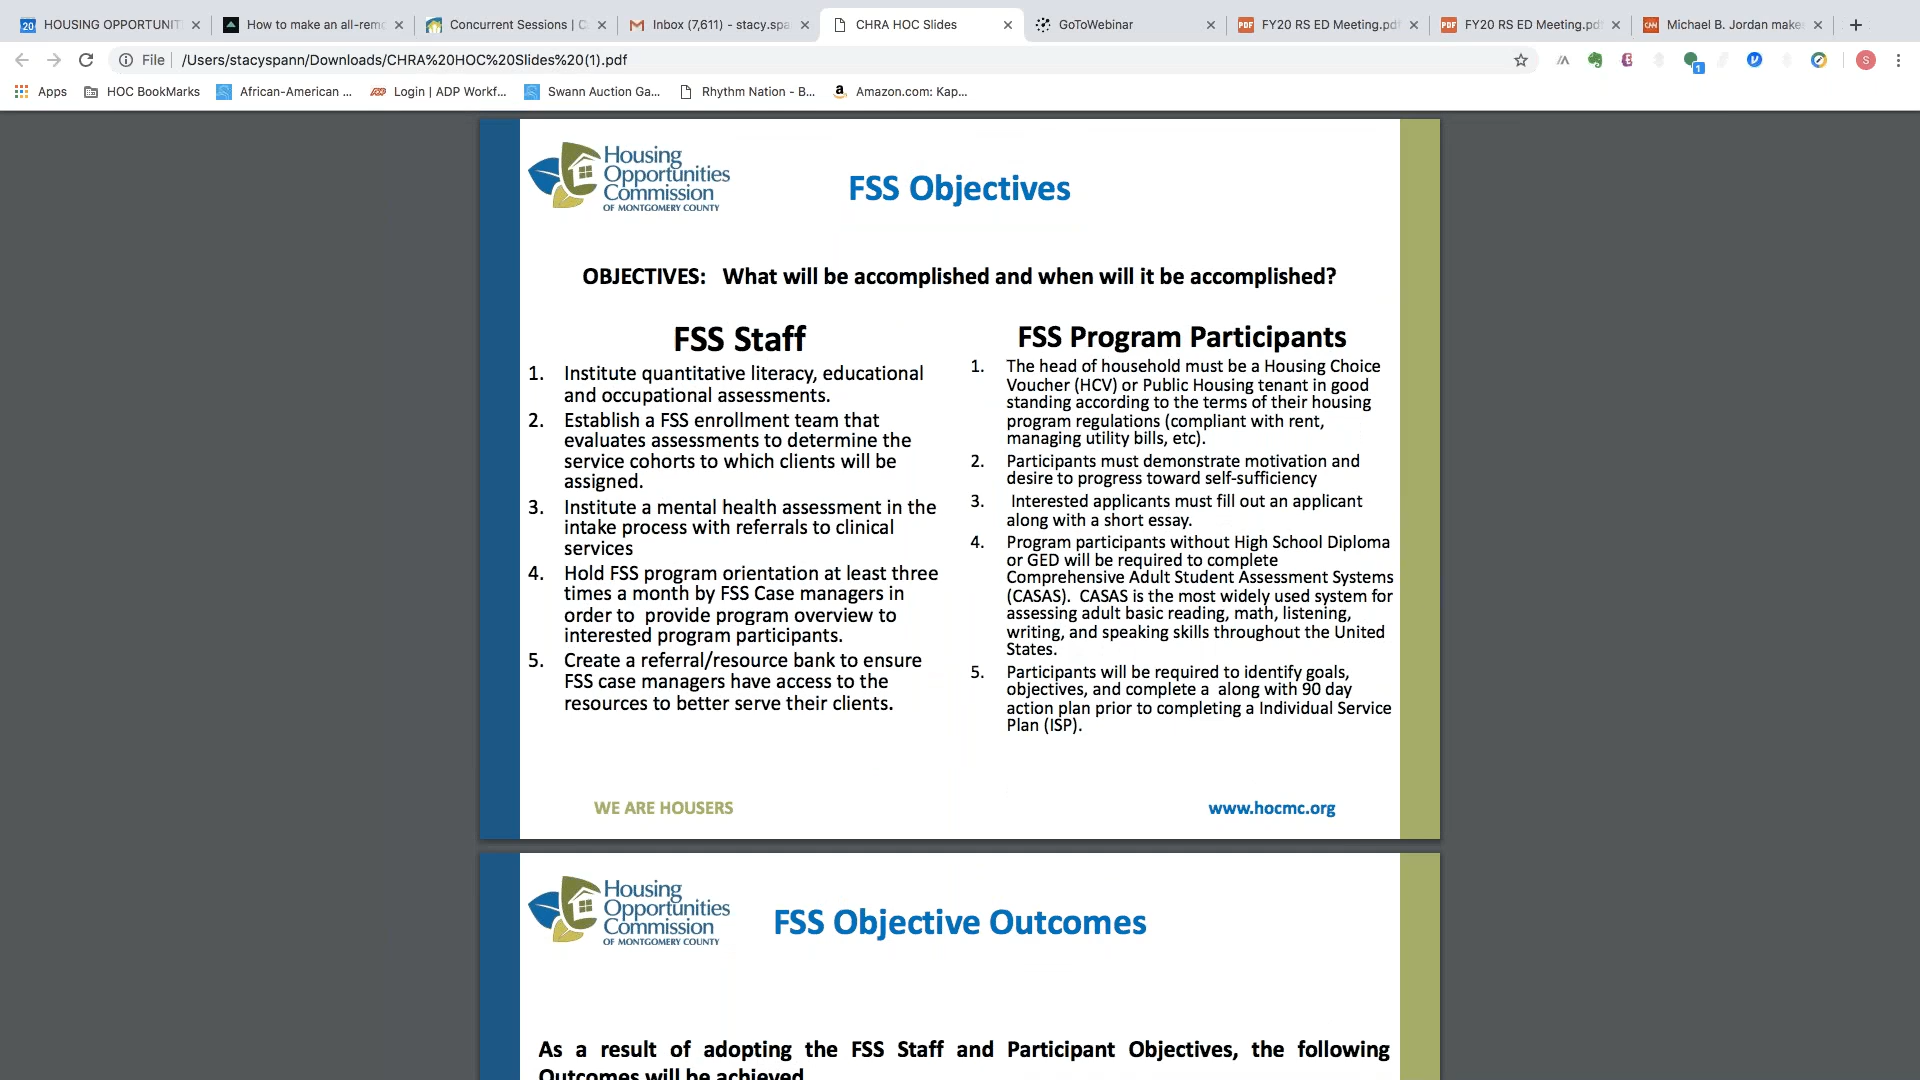 HOUSING OPPORTUNIT
How to make an all-rem
Concurrent Sessions | C
Inbox (7,611) - stacy.spa
CHRA HOC Slides
GoToWebinar
FY20 RS ED Meeting.pdf
FY20 RS ED Meeting.pdf
Michael B. Jordan make
File
/Users/stacyspann/Downloads/CHRA%20HOC%20Slides%20(1).pdf
Apps
HOC BookMarks
African-American ...
Login | ADP Workf...
Swann Auction Ga...
Rhythm Nation - B...
Amazon.com: Kap...
Housing
Opportunities
Commission
OF MONTGOMERY COUNTY
FSS Objectives
OBJECTIVES: What will be accomplished and when will it be accomplished?
FSS Staff
1. Institute quantitative literacy, educational
and occupational assessments.
2. Establish a FSS enrollment team that
evaluates assessments to determine the
service cohorts to which clients will be
assigned.
3. Institute a mental health assessment in the
intake process with referrals to clinical
services
4. Hold FSS program orientation at least three
times a month by FSS Case managers in
order to provide program overview to
interested program participants.
5. Create a referral/resource bank to ensure
FSS case managers have access to the
resources to better serve their clients.
FSS Program Participants
1. The head of household must be a Housing Choice
Voucher (HCV) or Public Housing tenant in good
standing according to the terms of their housing
program regulations (compliant with rent,
managing utility bills, etc).
2. Participants must demonstrate motivation and
desire to progress toward self-sufficiency
3. Interested applicants must fill out an applicant
along with a short essay.
4. Program participants without High School Diploma
or GED will be required to complete
Comprehensive Adult Student Assessment Systems
(CASAS). CASAS is the most widely used system for
assessing adult basic reading, math, listening,
writing, and speaking skills throughout the United
States.
5. Participants will be required to identify goals,
objectives, and complete a along with 90 day
action plan prior to completing a Individual Service
Plan (ISP).
WE ARE HOUSERS
www.hocmc.org
Housing
Opportunities
Commission
OF MONTGOMERY COUNTY
FSS Objective Outcomes
As a result of adopting the FSS Staff and Participant Objectives, the following
Outcomes will be achieved